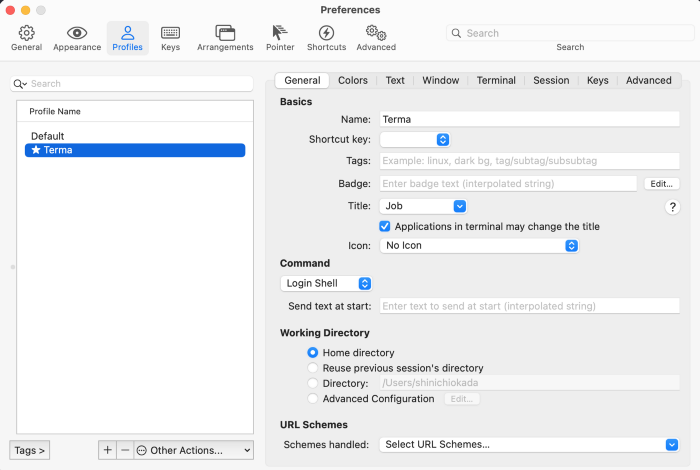 Preferences
General Appearance Profiles Keys Arrangements Pointer Shortcuts Advanced
Search
Search
Search
Profile Name
Default
★ Terma
Tags >
+ − Other Actions...
General Colors Text Window Terminal Session Keys Advanced
Basics
Name: Terma
Shortcut key:
Tags: Example: linux, dark bg, tag/subtag/subsubtag
Badge: Enter badge text (interpolated string) Edit...
Title: Job ?
Applications in terminal may change the title
Icon: No Icon
Command
Login Shell
Send text at start: Enter text to send at start (interpolated string)
Working Directory
Home directory
Reuse previous session's directory
Directory: /Users/shinichiokada
Advanced Configuration Edit...
URL Schemes
Schemes handled: Select URL Schemes...